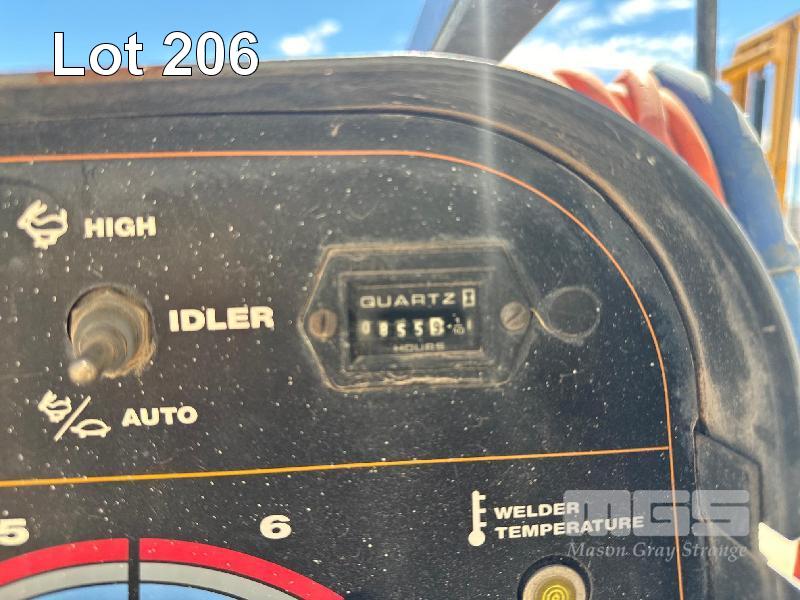 Lot 206
HIGH
QUARTZ
IDLER
HOURS
AUTO
5
6
WELDER
TEMPERATURE
MGS
Mason Gray Strange